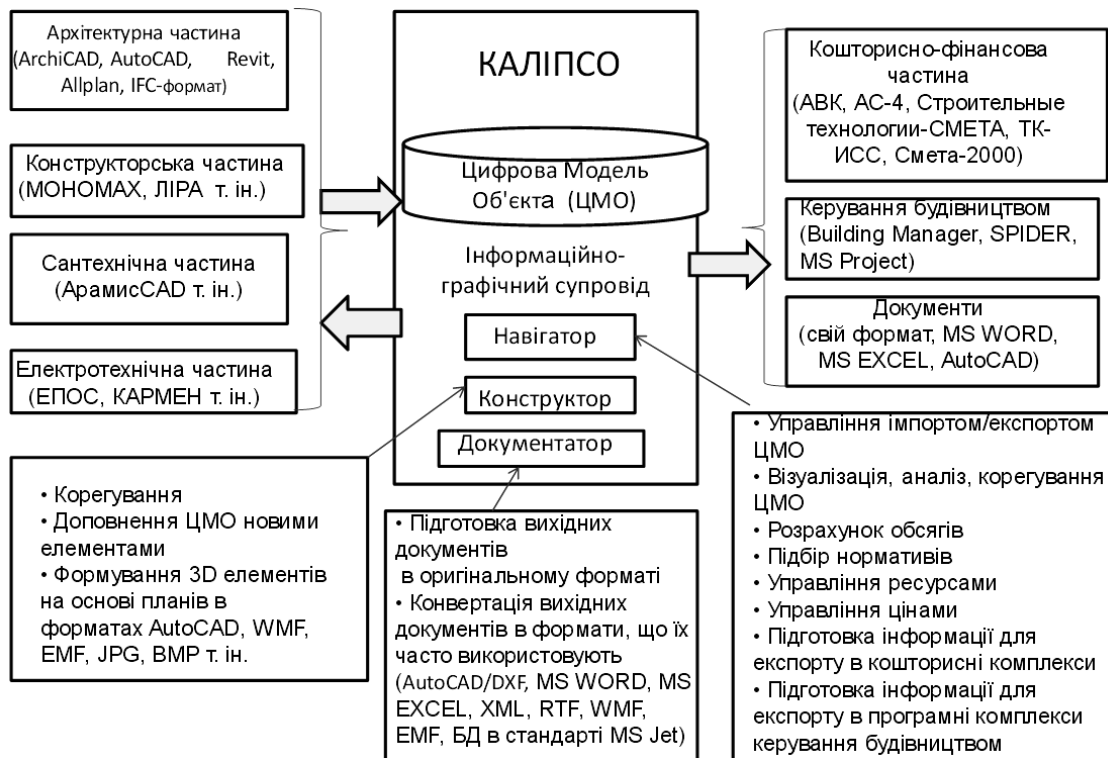 Архітектурна частина
(ArchiCAD, AutoCAD, Revit,
Allplan, IFC-формат)
Конструкторська частина
(МОНОМАХ, ЛІРА т. ін.)
Сантехнічна частина
(АрамисCAD т. ін.)
Електротехнічна частина
(ЕПОС, КАРМЕН т. ін.)
КАЛІПСО
Цифрова Модель
Об'єкта (ЦМО)
Інформаційно-
графічний супровід
Навігатор
Конструктор
Документатор
Кошторисно-фінансова
частина
(АВК, АС-4, Строительные
технологии-СМЕТА, ТК-
ИСС, Смета-2000)
Керування будівництвом
(Building Manager, SPIDER,
MS Project)
Документи
(свій формат, MS WORD,
MS EXCEL, AutoCAD)
• Корегування
• Доповнення ЦМО новими
елементами
• Формування 3D елементів
на основі планів в
форматах AutoCAD, WMF,
EMF, JPG, BMP т. ін.
• Підготовка вихідних
документів
в оригінальному форматі
• Конвертація вихідних
документів в формати, що їх
часто використовують
(AutoCAD/DXF, MS WORD, MS
EXCEL, XML, RTF, WMF,
EMF, БД в стандарті MS Jet)
• Управління імпортом/експортом
ЦМО
• Візуалізація, аналіз, корегування
ЦМО
• Розрахунок обсягів
• Підбір нормативів
• Управління ресурсами
• Управління цінами
• Підготовка інформації для
експорту в кошторисні комплекси
• Підготовка інформації для
експорту в програмні комплекси
керування будівництвом